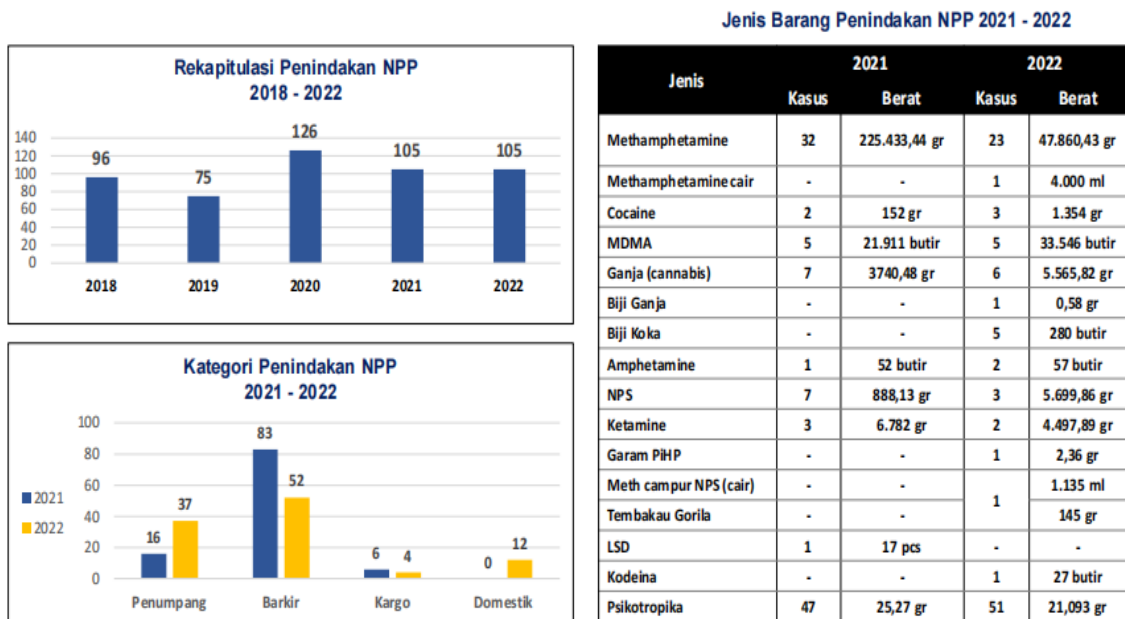 Jenis Barang Penindakan NPP 2021 - 2022
Rekapitulasi Penindakan NPP
2018 - 2022
140
120
100
80
60
40
20
0
96
75
126
105
105
2018 2019 2020 2021 2022
Kategori Penindakan NPP
2021 - 2022
100
80
60
40
20
0
2021
2022
16 37
83 52
6 4
0 12
Penumpang Barkir Kargo Domestik
Jenis 2021 2022
Kasus Berat Kasus Berat
Methamphetamine 32 225.433,44 gr 23 47.860,43 gr
Methamphetamine cair - - 1 4.000 ml
Cocaine 2 152 gr 3 1.354 gr
MDMA 5 21.911 butir 5 33.546 butir
Ganja (cannabis) 7 3740,48 gr 6 5.565,82 gr
Biji Ganja - - 1 0,58 gr
Biji Koka - - 5 280 butir
Amphetamine 1 52 butir 2 57 butir
NPS 7 888,13 gr 3 5.699,86 gr
Ketamine 3 6.782 gr 2 4.497,89 gr
Garam PiHP - - 1 2,36 gr
Meth campur NPS (cair) - - 1 1.135 ml
Tembakau Gorila - - 145 gr
LSD 1 17 pcs - -
Kodeina - - 1 27 butir
Psikotropika 47 25,27 gr 51 21,093 gr